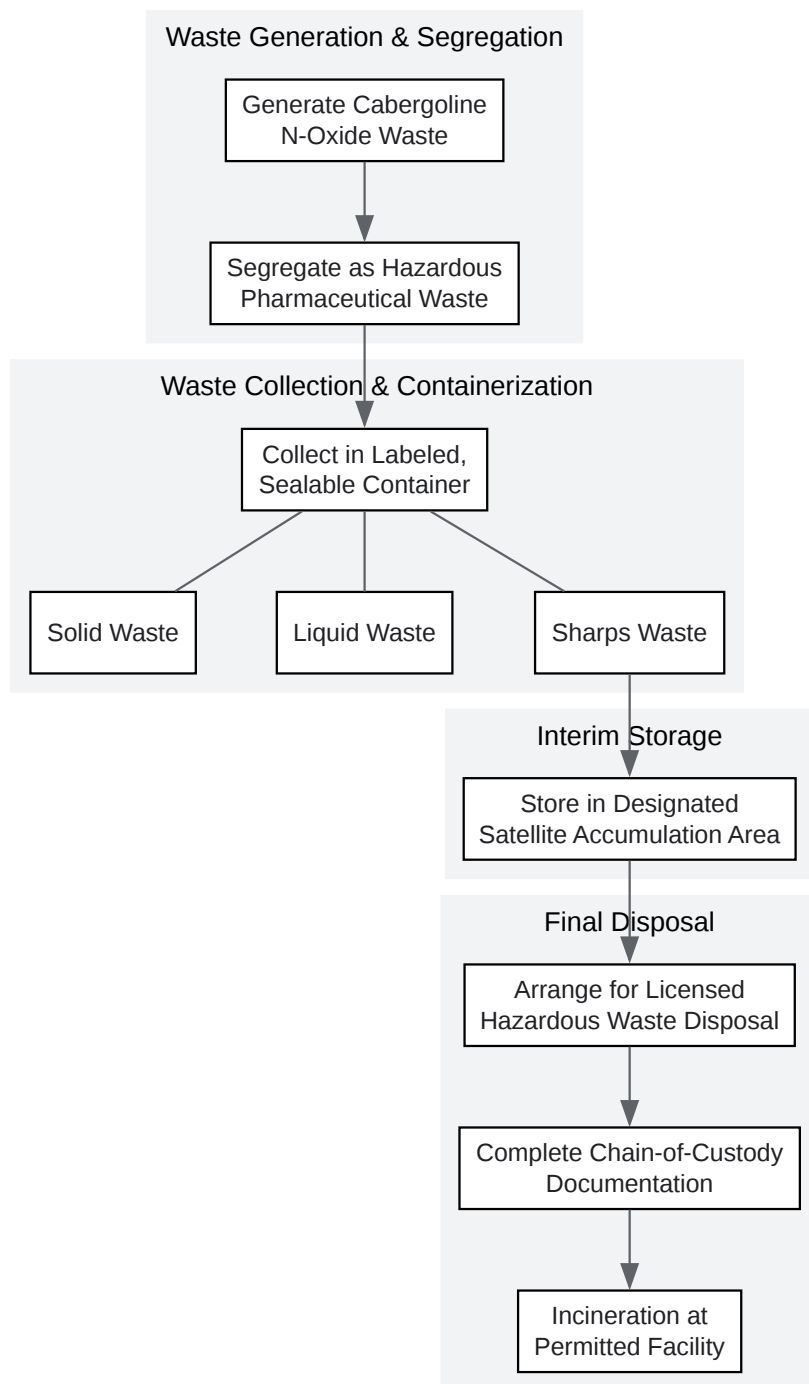 Waste Generation & Segregation
Generate Cabergoline
N-Oxide Waste
Segregate as Hazardous
Pharmaceutical Waste
Waste Collection & Containerization
Collect in Labeled,
Sealable Container
Solid Waste
Liquid Waste
Sharps Waste
Interim Storage
Store in Designated
Satellite Accumulation Area
Final Disposal
Arrange for Licensed
Hazardous Waste Disposal
Complete Chain-of-Custody
Documentation
Incineration at
Permitted Facility